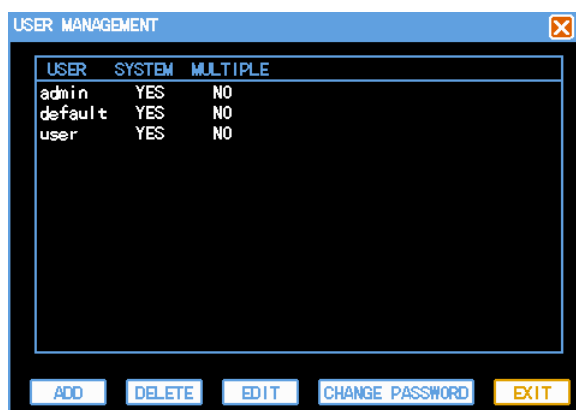 USER MANAGEMENT
USER SYSTEM MULTIPLE
admin YES NO
default YES NO
user YES NO
ADD DELETE EDIT CHANGE PASSWORD EXIT